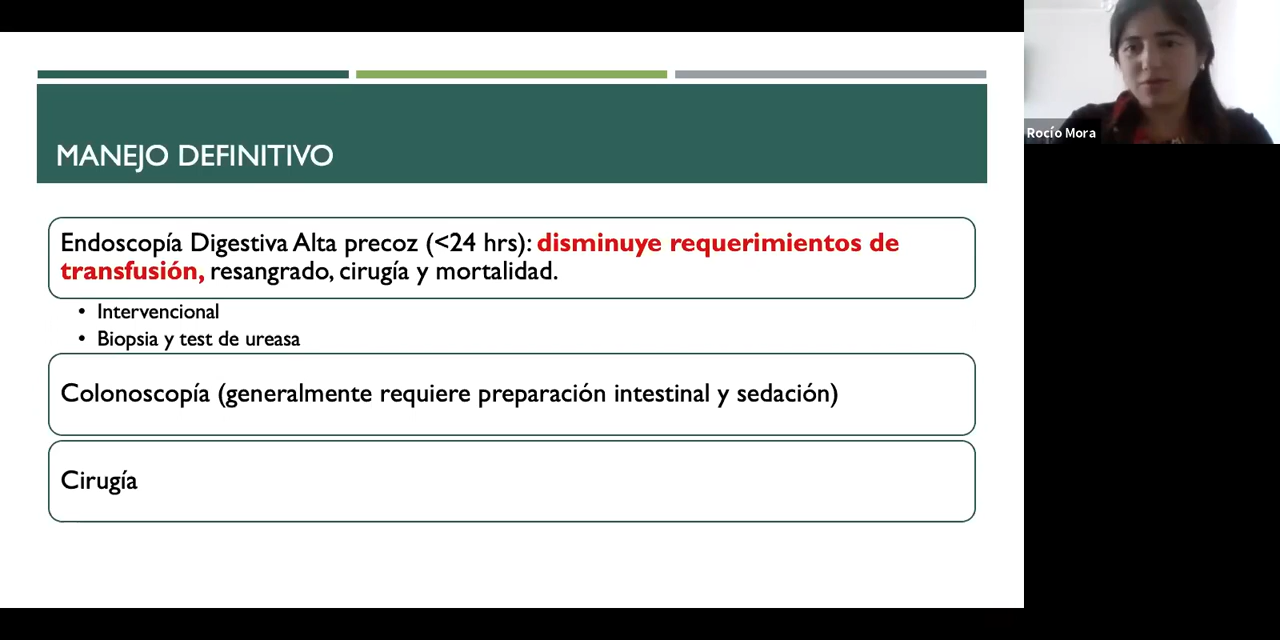 MANEJO DEFINITIVO
Endoscopía Digestiva Alta precoz (<24 hrs): disminuye requerimientos de
transfusión, resangrado, cirugía y mortalidad.
• Intervencional
• Biopsia y test de ureasa
Colonoscopía (generalmente requiere preparación intestinal y sedación)
Cirugía
Rocío Mora